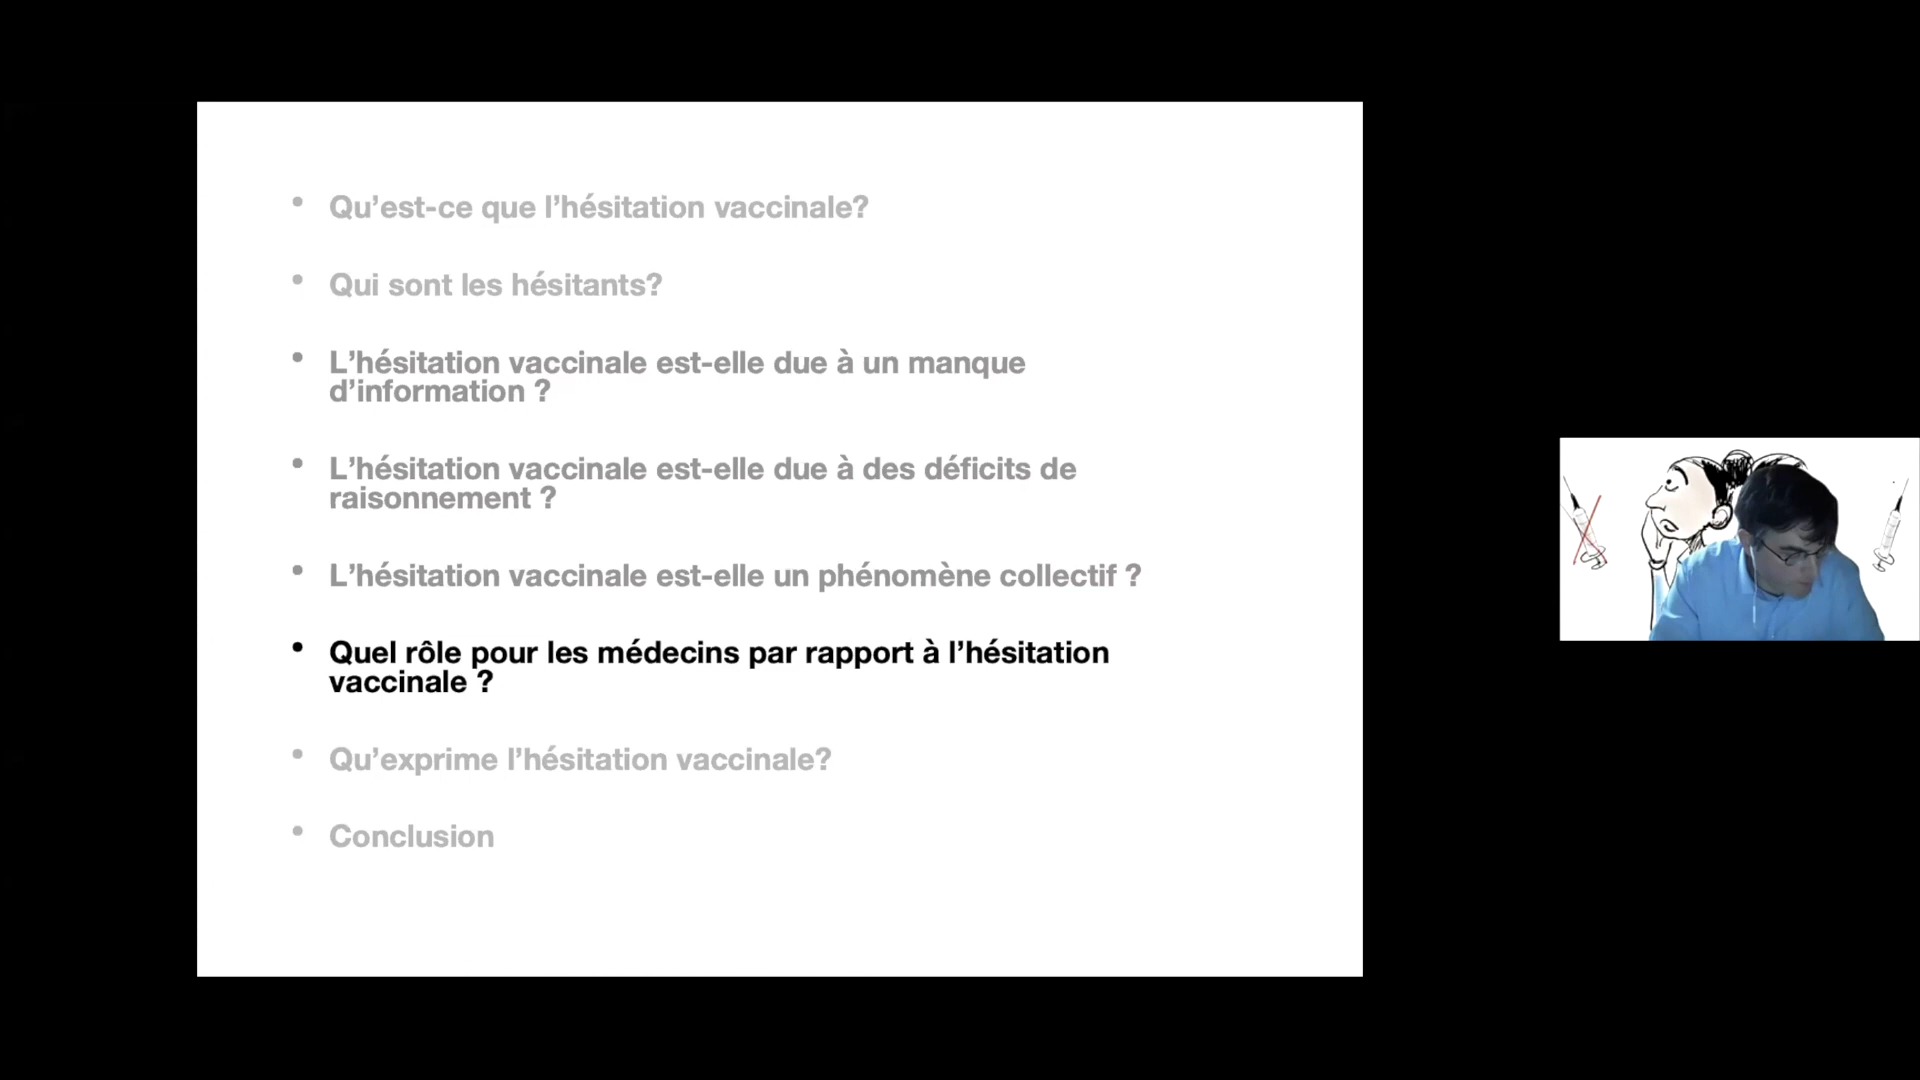 • Qu’est-ce que l’hésitation vaccinale?
• Qui sont les hésitants?
• L’hésitation vaccinale est-elle due à un manque
d’information ?
• L’hésitation vaccinale est-elle due à des déficits de
raisonnement ?
• L’hésitation vaccinale est-elle un phénomène collectif ?
• Quel rôle pour les médecins par rapport à l’hésitation
vaccinale ?
• Qu’exprime l’hésitation vaccinale?
• Conclusion